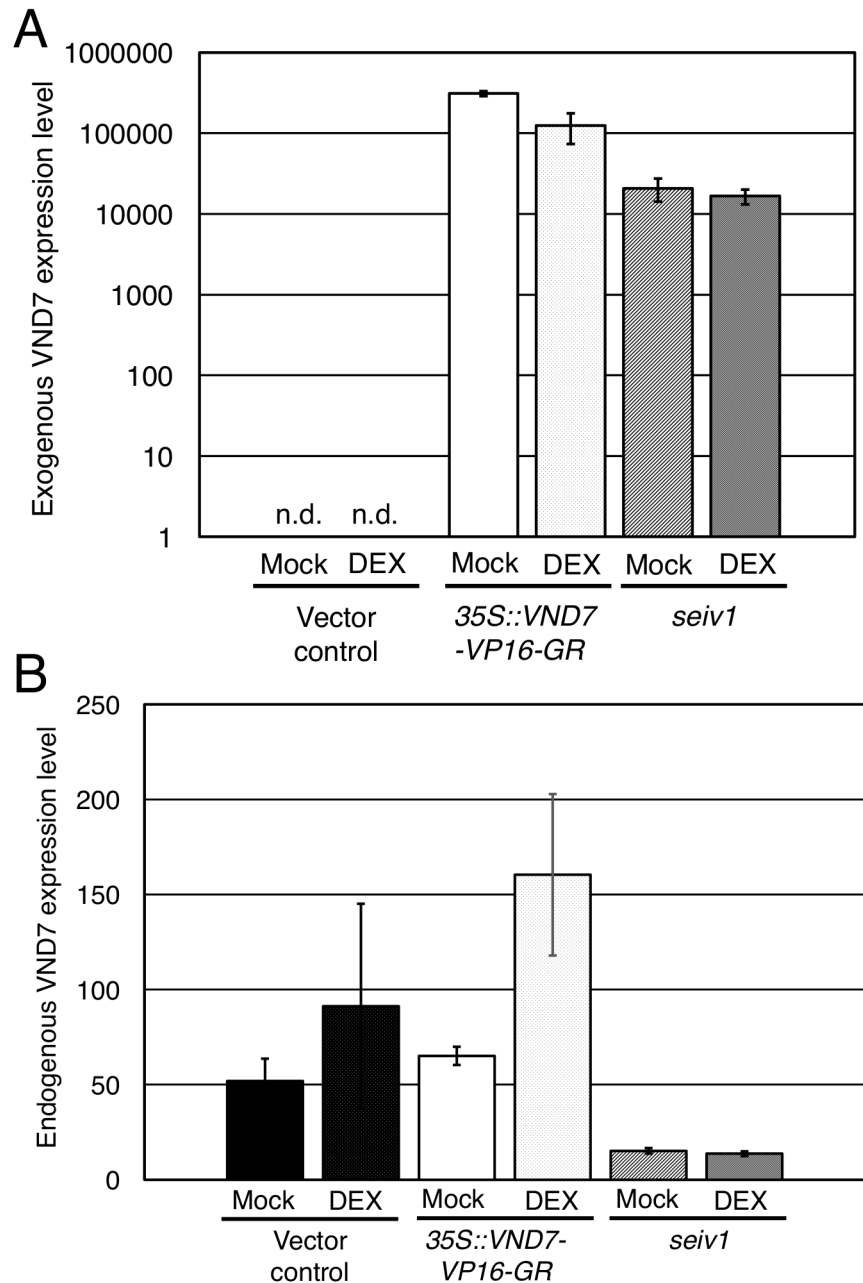 A
Exogenous VND7 expression level
1000000
100000
10000
1000
100
10
1
n.d. n.d.
Mock DEX Mock DEX Mock DEX
Vector control
35S::VND7 -VP16-GR
seiv1
B
Endogenous VND7 expression level
250
200
150
100
50
0
Mock DEX Mock DEX Mock DEX
Vector control
35S::VND7- VP16-GR
seiv1